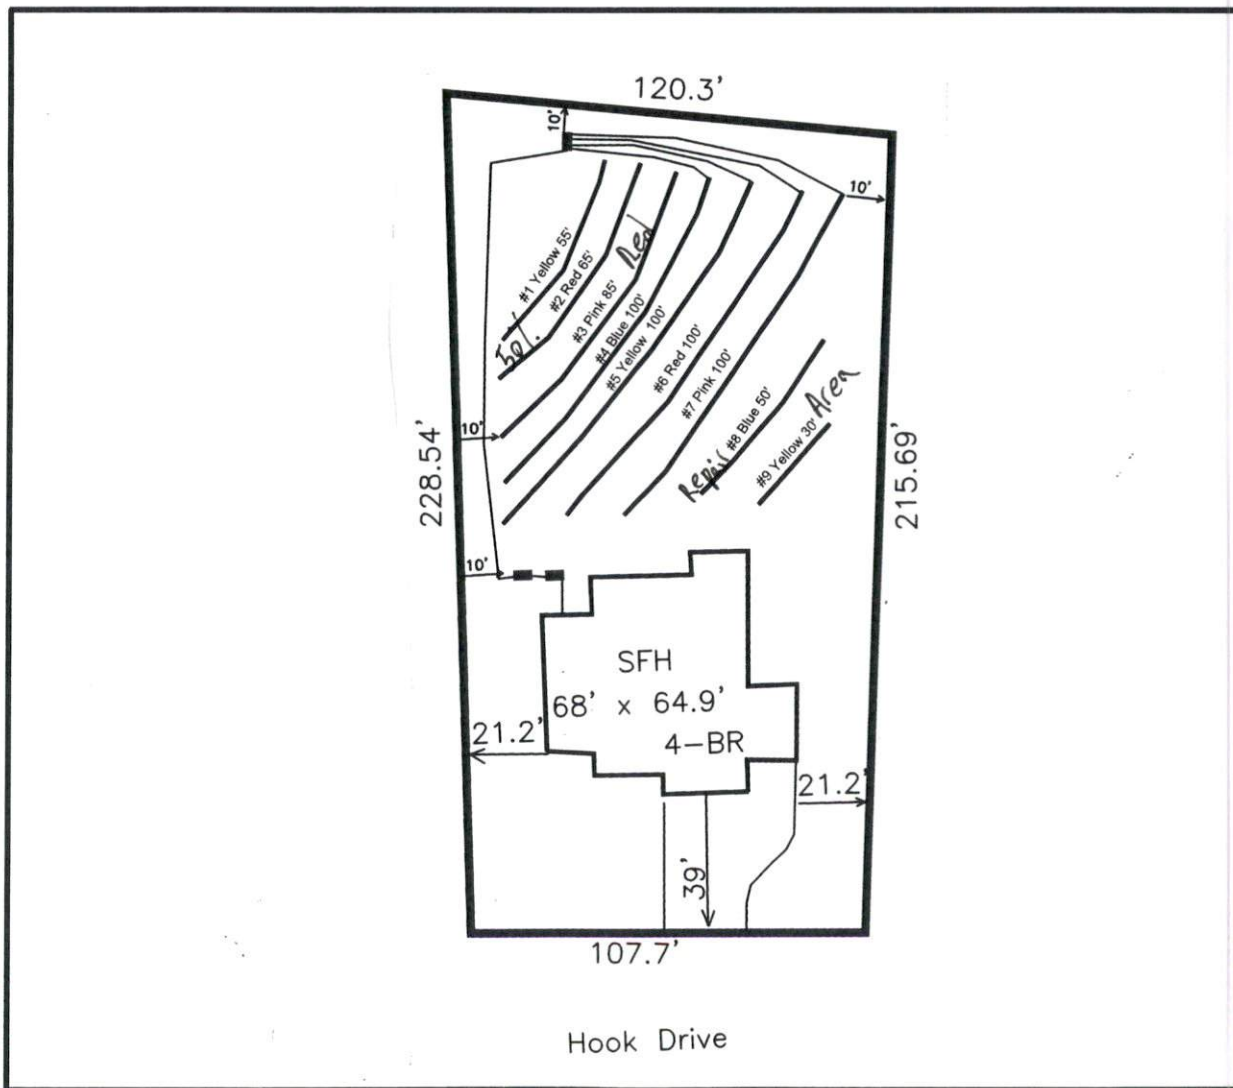 120.3'
10'
10'
#1 Yellow 55'
#2 Red 65'
Red
#3 Pink 85'
#4 Blue 100'
#5 Yellow 100'
#6 Red 100'
#7 Pink 100'
50%
Repair
#8 Blue 50'
Area
#9 Yellow 30'
10'
228.54'
215.69'
10'
SFH
68' x 64.9'
4-BR
21.2'
21.2'
39'
107.7'
Hook Drive